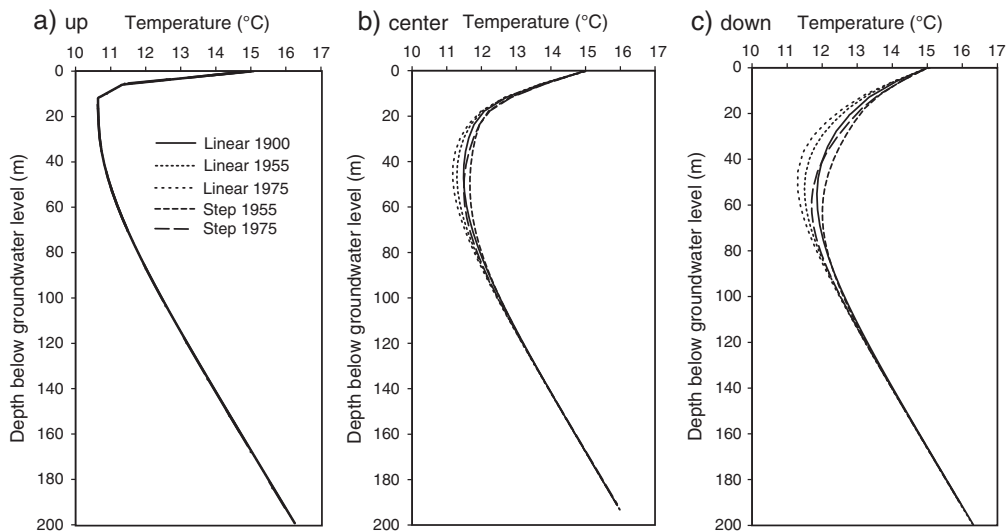 a) up
Temperature (°C)
10 11 12 13 14 15 16 17
0
20
40
60
80
100
120
140
160
180
200
Depth below groundwater level (m)
Linear 1900
Linear 1955
Linear 1975
Step 1955
Step 1975
b) center
Temperature (°C)
10 11 12 13 14 15 16 17
0
20
40
60
80
100
120
140
160
180
200
Depth below groundwater level (m)
c) down
Temperature (°C)
10 11 12 13 14 15 16 17
0
20
40
60
80
100
120
140
160
180
200
Depth below groundwater level (m)